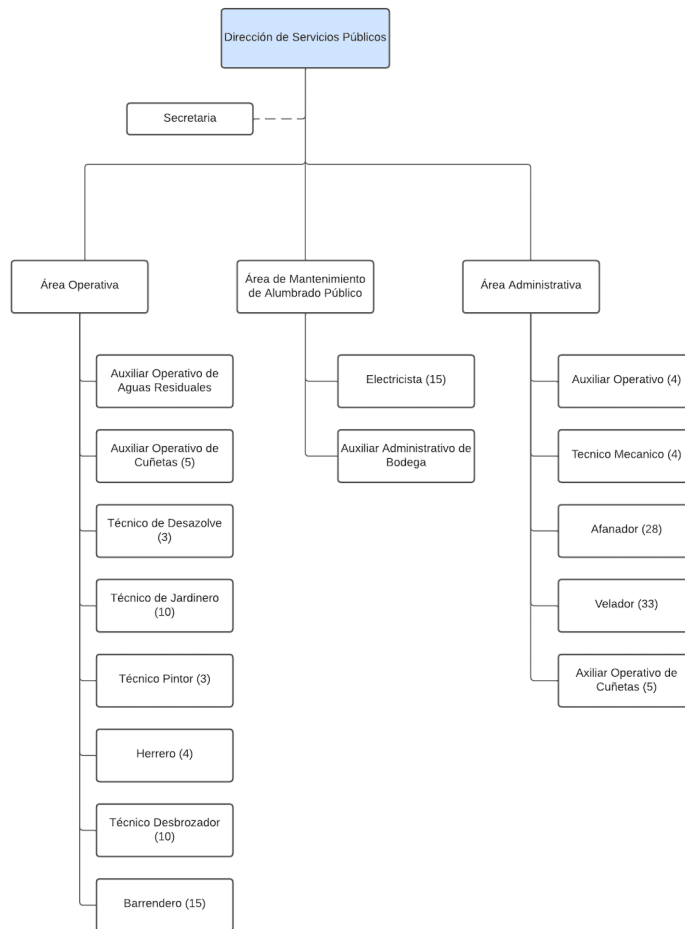 Dirección de Servicios Públicos
Secretaria
Área Operativa
Área de Mantenimiento
de Alumbrado Público
Área Administrativa
Auxiliar Operativo de
Aguas Residuales
Auxiliar Operativo de
Cuñetas (5)
Técnico de Desazolve
(3)
Técnico de Jardinero
(10)
Técnico Pintor (3)
Herrero (4)
Técnico Desbrozador
(10)
Barrendero (15)
Electricista (15)
Auxiliar Administrativo de
Bodega
Auxiliar Operativo (4)
Tecnico Mecanico (4)
Afanador (28)
Velador (33)
Axiliar Operativo de
Cuñetas (5)